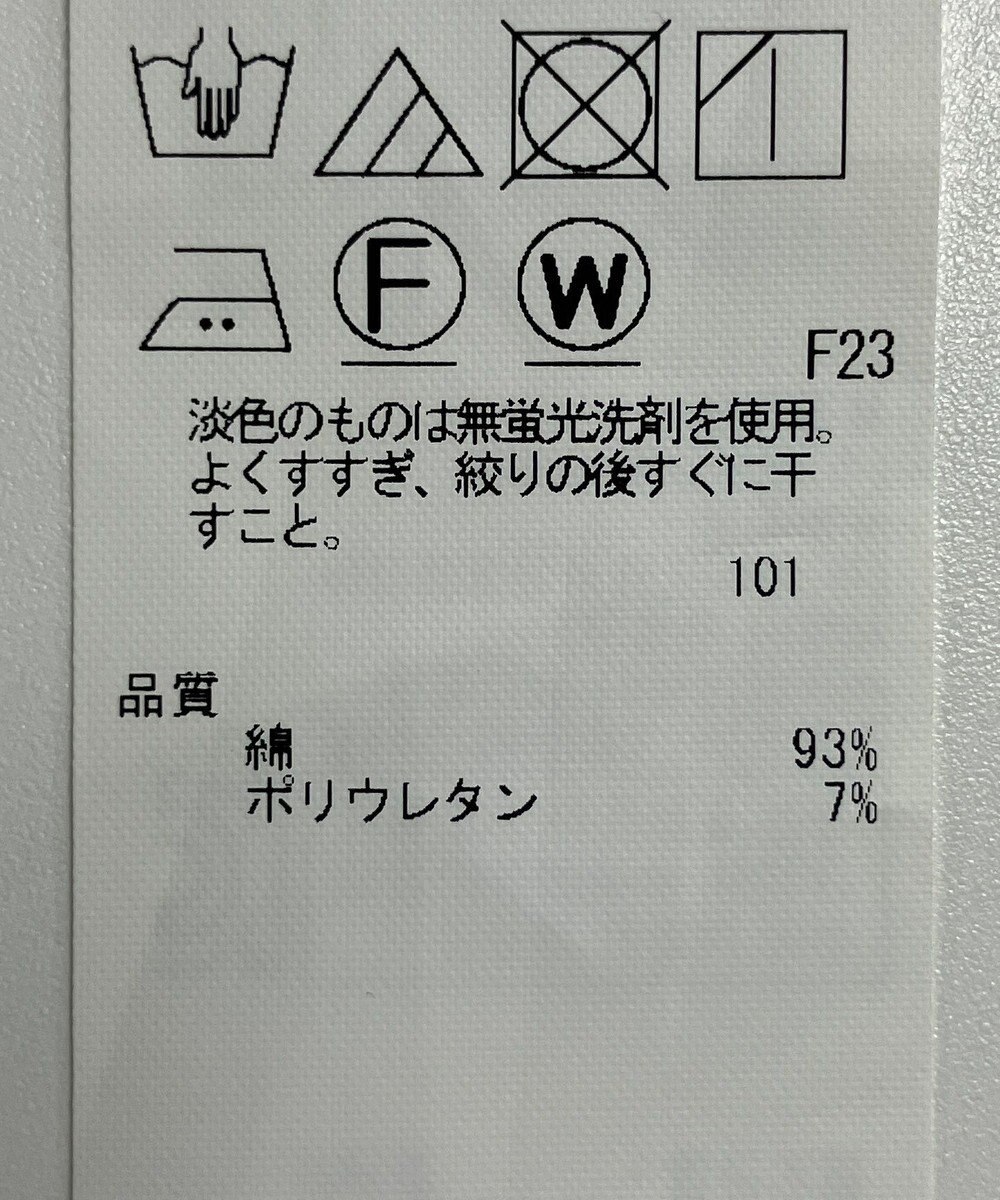 F W
F23
淡色のものは無蛍光洗剤を使用。
よくすすぎ、絞りの後すぐに干
すこと。
101
品質
綿 93%
ポリウレタン 7%